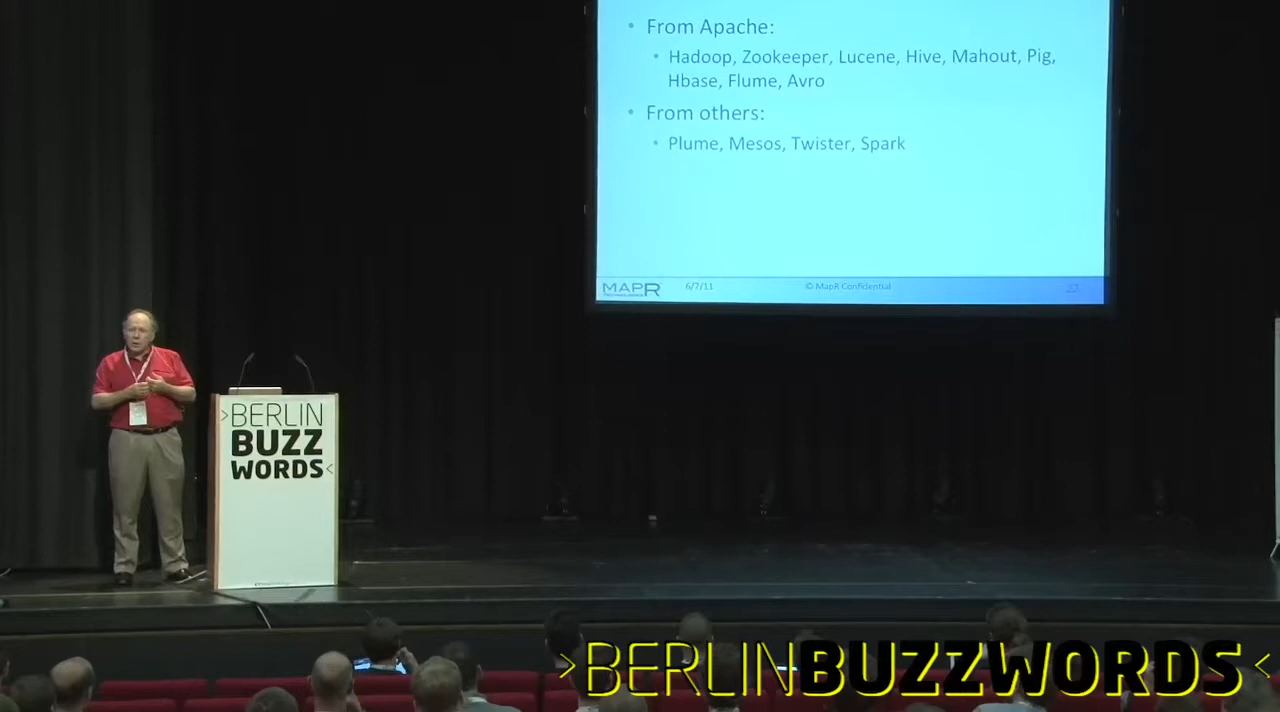 • From Apache:
• Hadoop, Zookeeper, Lucene, Hive, Mahout, Pig,
Hbase, Flume, Avro
• From others:
• Plume, Mesos, Twister, Spark
MAPR
TECHNOLOGIES
6/7/11
© MapR Confidential
>BERLIN
BUZZ
WORDS<
>BERLINBUZZWORDS<